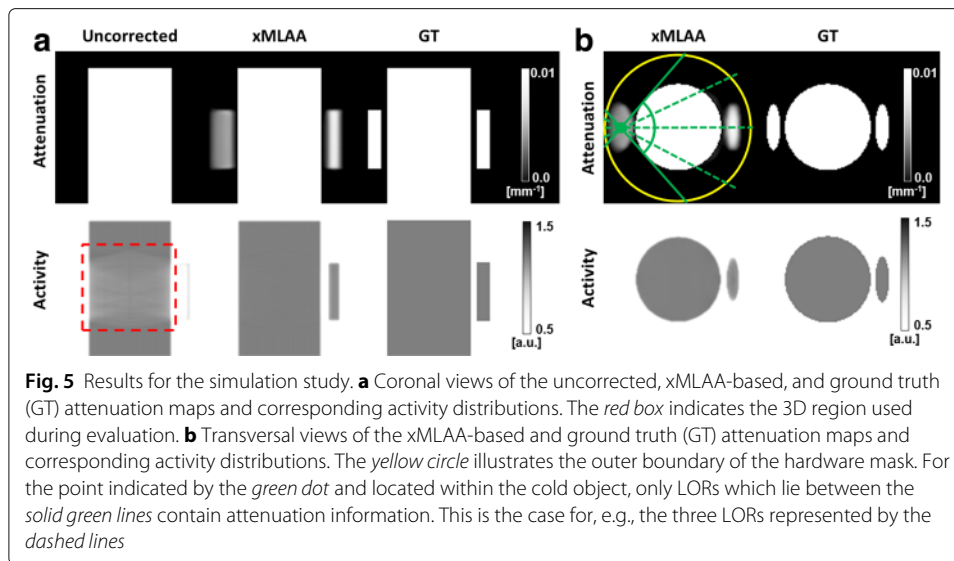 a
Uncorrected xMLAA GT
Attenuation
0.01
0.0
[mm⁻¹]
Activity
1.5
0.5
[a.u.]
b
xMLAA GT
Attenuation
0.01
0.0
[mm⁻¹]
Activity
1.5
0.5
[a.u.]
Fig. 5 Results for the simulation study. a Coronal views of the uncorrected, xMLAA-based, and ground truth
(GT) attenuation maps and corresponding activity distributions. The red box indicates the 3D region used
during evaluation. b Transversal views of the xMLAA-based and ground truth (GT) attenuation maps and
corresponding activity distributions. The yellow circle illustrates the outer boundary of the hardware mask. For
the point indicated by the green dot and located within the cold object, only LORs which lie between the
solid green lines contain attenuation information. This is the case for, e.g., the three LORs represented by the
dashed lines